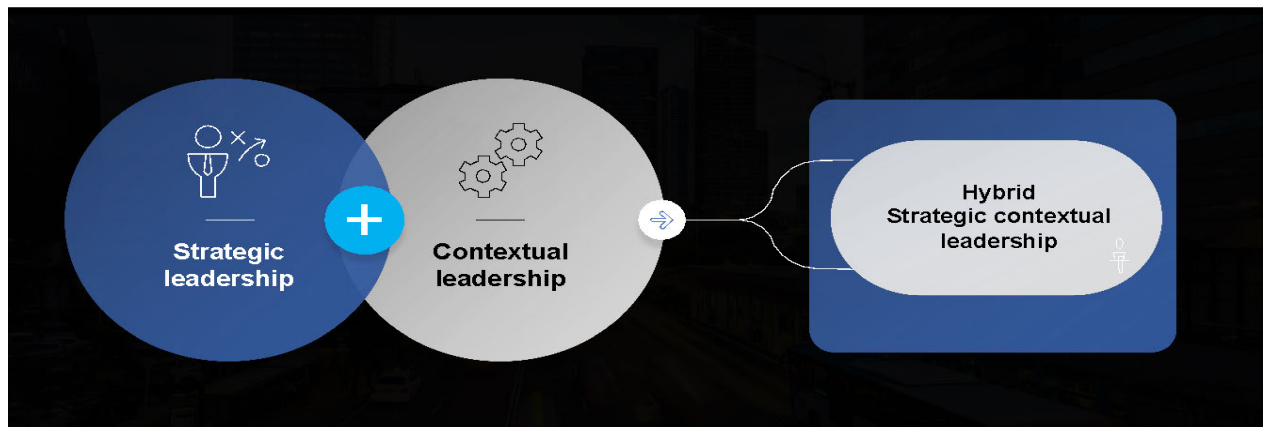 Strategic
leadership
+
Contextual
leadership
Hybrid
Strategic contextual
leadership